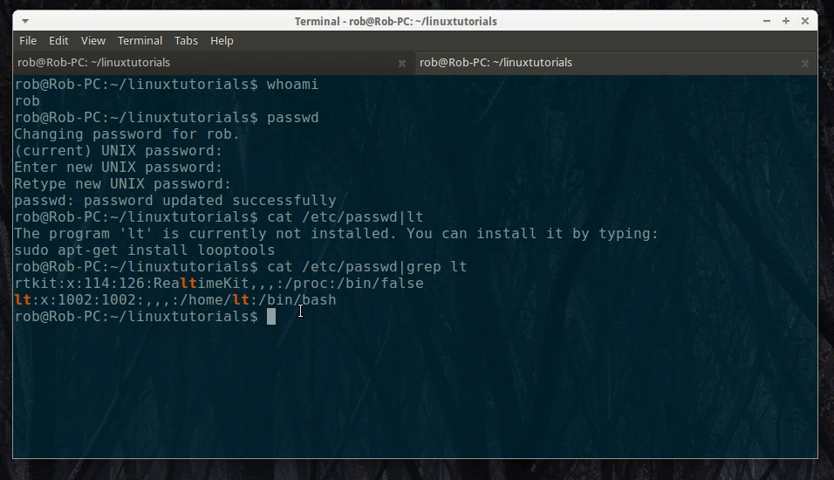 Terminal - rob@Rob-PC: ~/linuxtutorials
File Edit View Terminal Tabs Help
rob@Rob-PC: ~/linuxtutorials rob@Rob-PC: ~/linuxtutorials
rob@Rob-PC:~/linuxtutorials$ whoami
rob
rob@Rob-PC:~/linuxtutorials$ passwd
Changing password for rob.
(current) UNIX password:
Enter new UNIX password:
Retype new UNIX password:
passwd: password updated successfully
rob@Rob-PC:~/linuxtutorials$ cat /etc/passwd|lt
The program 'lt' is currently not installed. You can install it by typing:
sudo apt-get install looptools
rob@Rob-PC:~/linuxtutorials$ cat /etc/passwd|grep lt
rtkit:x:114:126:RealtimeKit,,,:/proc:/bin/false
lt:x:1002:1002:,,,:/home/lt:/bin/bash
rob@Rob-PC:~/linuxtutorials$